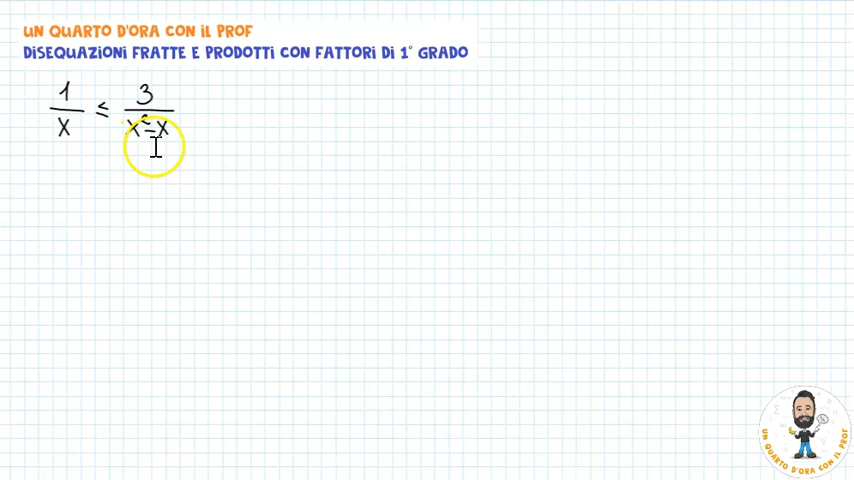 UN QUARTO D'ORA CON IL PROF
DISEQUAZIONI FRATTE E PRODOTTI CON FATTORI DI 1° GRADO
1/x ≤ 3/(x²-x)
UN QUARTO D'ORA CON IL PROF